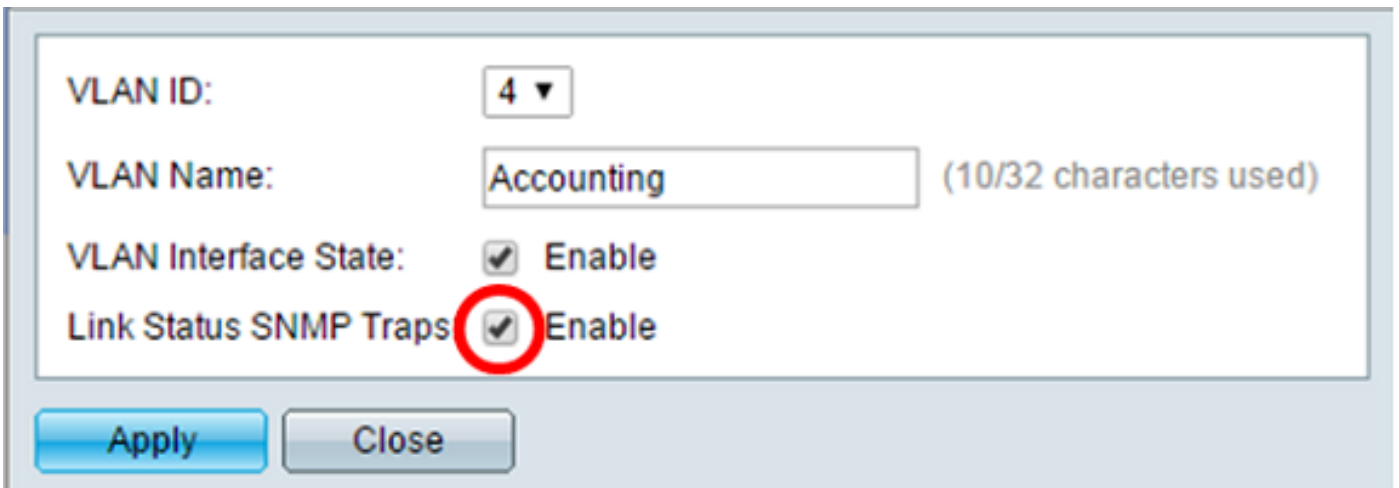 VLAN ID: 4
VLAN Name: Accounting (10/32 characters used)
VLAN Interface State: Enable
Link Status SNMP Traps Enable
Apply Close